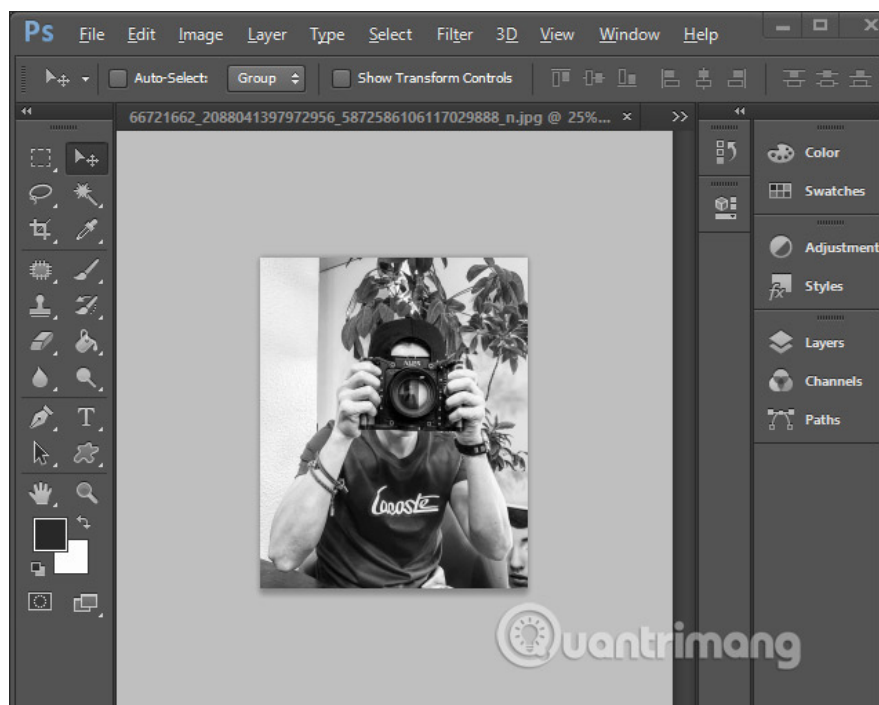 Ps File Edit Image Layer Type Select Filter 3D View Window Help
Auto-Select: Group Show Transform Controls
66721662_2088041397972956_5872586106117029888_n.jpg @ 25%... ×
Color
Swatches
Adjustment
Styles
Layers
Channels
Paths
ALPA
Lacoste
Quantrimang